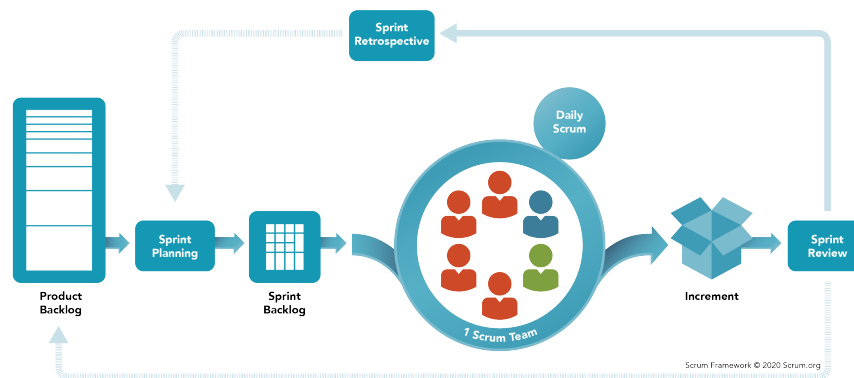 Sprint
Retrospective
Daily
Scrum
Sprint
Planning
Sprint
Review
Product
Backlog
Sprint
Backlog
1 Scrum Team
Increment
Scrum Framework © 2020 Scrum.org